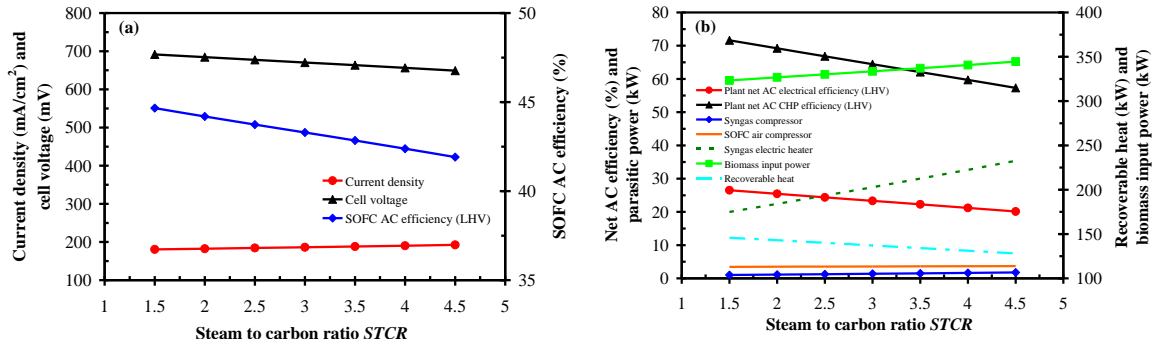 (a)
Current density (mA/cm²) and
cell voltage (mV)
800
700
600
500
400
300
200
100
50
45
40
35
SOFC AC efficiency (%)
Current density
Cell voltage
SOFC AC efficiency (LHV)
1 1.5 2 2.5 3 3.5 4 4.5 5
Steam to carbon ratio STCR
(b)
Net AC efficiency (%) and
parasitic power (kW)
80
70
60
50
40
30
20
10
0
400
350
300
250
200
150
100
Recoverable heat (kW) and
biomass input power (kW)
Plant net AC electrical efficiency (LHV)
Plant net AC CHP efficiency (LHV)
Syngas compressor
SOFC air compressor
Syngas electric heater
Biomass input power
Recoverable heat
1 1.5 2 2.5 3 3.5 4 4.5 5
Steam to carbon ratio STCR